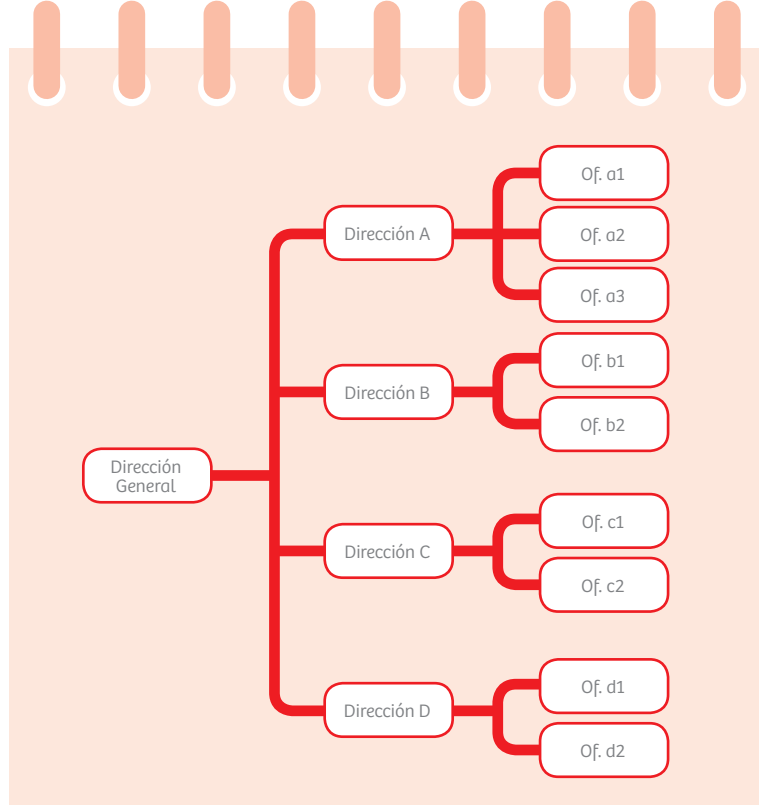 Dirección
General
Dirección A
Of. a1
Of. a2
Of. a3
Dirección B
Of. b1
Of. b2
Dirección C
Of. c1
Of. c2
Dirección D
Of. d1
Of. d2